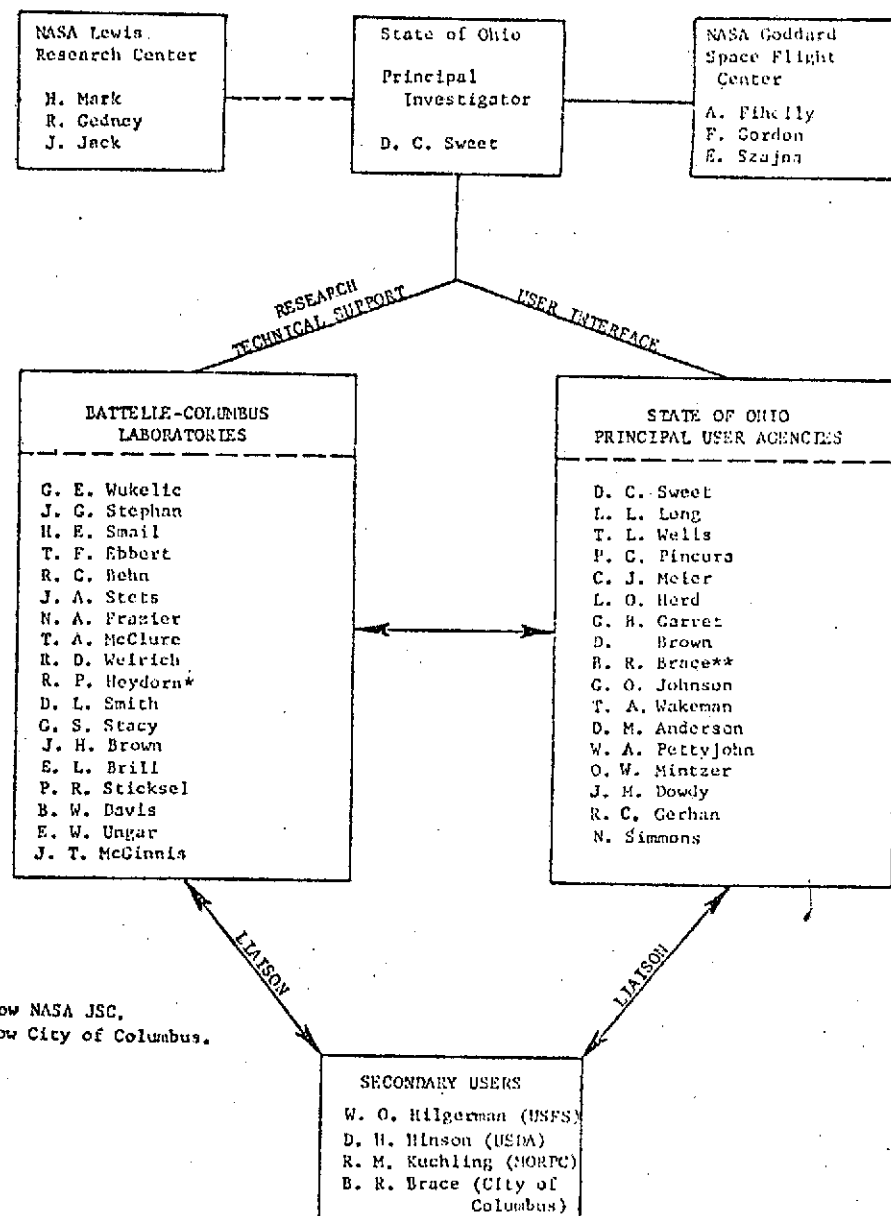 NASA Lewis
Research Center
H. Mark
R. Gedney
J. Jack
State of Ohio
Principal
Investigator
D. C. Sweet
NASA Goddard
Space Flight
Center
A. Fihelly
F. Gordon
E. Szajna
RESEARCH
TECHNICAL SUPPORT
USER INTERFACE
BATTELLE-COLUMBUS
LABORATORIES
G. E. Wukelic
J. G. Stephan
H. E. Smail
T. F. Ebbert
R. C. Behn
J. A. Stets
N. A. Frazier
T. A. McClure
R. D. Weirich
R. P. Heydorn*
D. L. Smith
G. S. Stacy
J. H. Brown
E. L. Brill
P. R. Sticksel
B. W. Davis
E. W. Ungar
J. T. McGinnis
STATE OF OHIO
PRINCIPAL USER AGENCIES
D. C. Sweet
L. L. Long
T. L. Wells
P. C. Pincura
C. J. Meier
L. O. Herd
G. H. Garret
D. Brown
B. R. Brace**
G. O. Johnson
T. A. Wakeman
D. M. Anderson
W. A. Pettyjohn
O. W. Mintzer
J. M. Dowdy
R. C. Gerhan
N. Simmons
LIAISON
LIAISON
ow NASA JSC.
ow City of Columbus.
SECONDARY USERS
W. O. Hilgerman (USFS)
D. H. Hinson (USDA)
R. M. Kuchling (MORPC)
B. R. Brace (City of
Columbus)